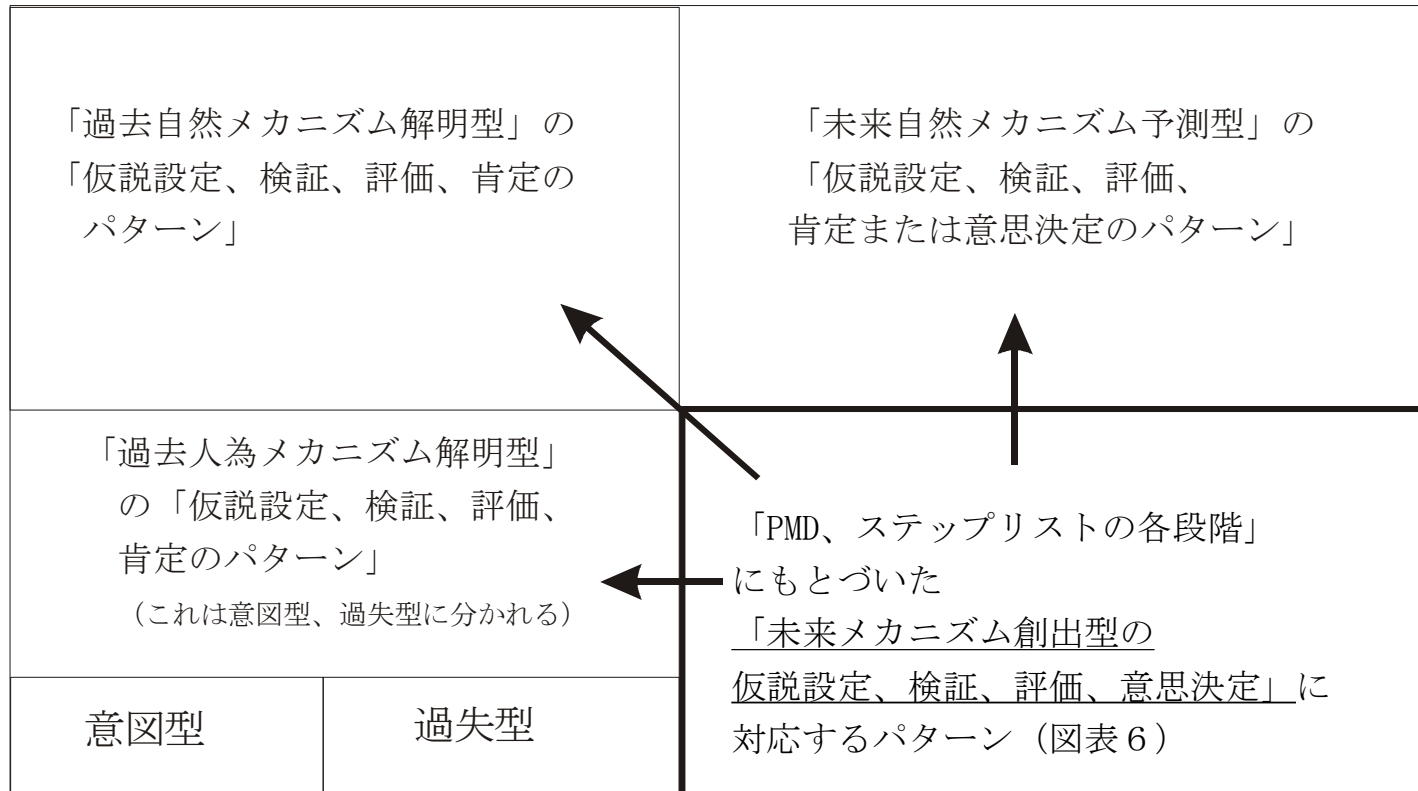 「過去自然メカニズム解明型」の
「仮説設定、検証、評価、肯定の
パターン」
「未来自然メカニズム予測型」の
「仮説設定、検証、評価、
肯定または意思決定のパターン」
「過去人為メカニズム解明型」
の「仮説設定、検証、評価、
肯定のパターン」
（これは意図型、過失型に分かれる）
意図型
過失型
「PMD、ステップリストの各段階」
にもとづいた
「未来メカニズム創出型の
仮説設定、検証、評価、意思決定」に
対応するパターン（図表６）